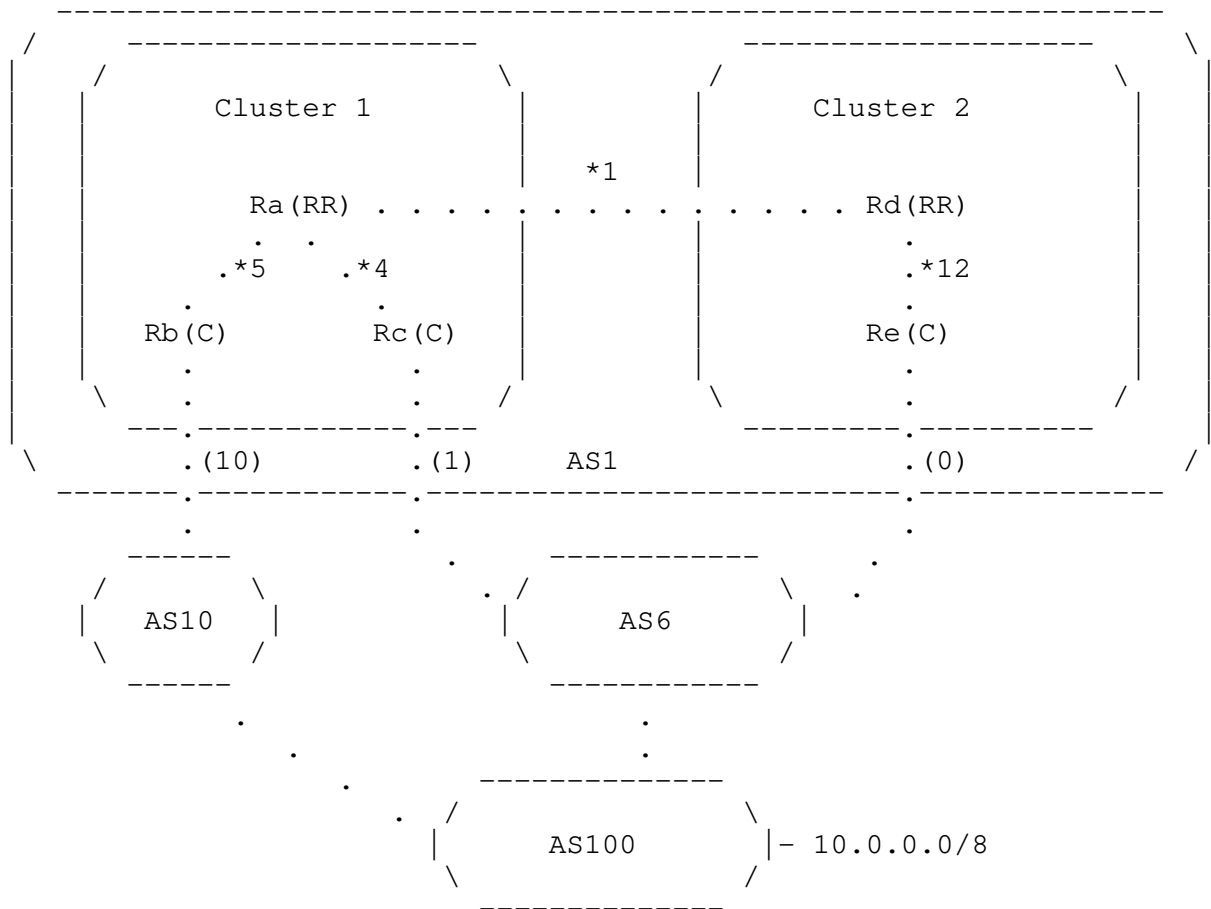 Cluster 1 Cluster 2
*1
Ra(RR) Rd(RR)
*5 *4 *12
Rb(C) Rc(C) Re(C)
(10) (1) AS1 (0)
AS10 AS6
AS100 - 10.0.0.0/8